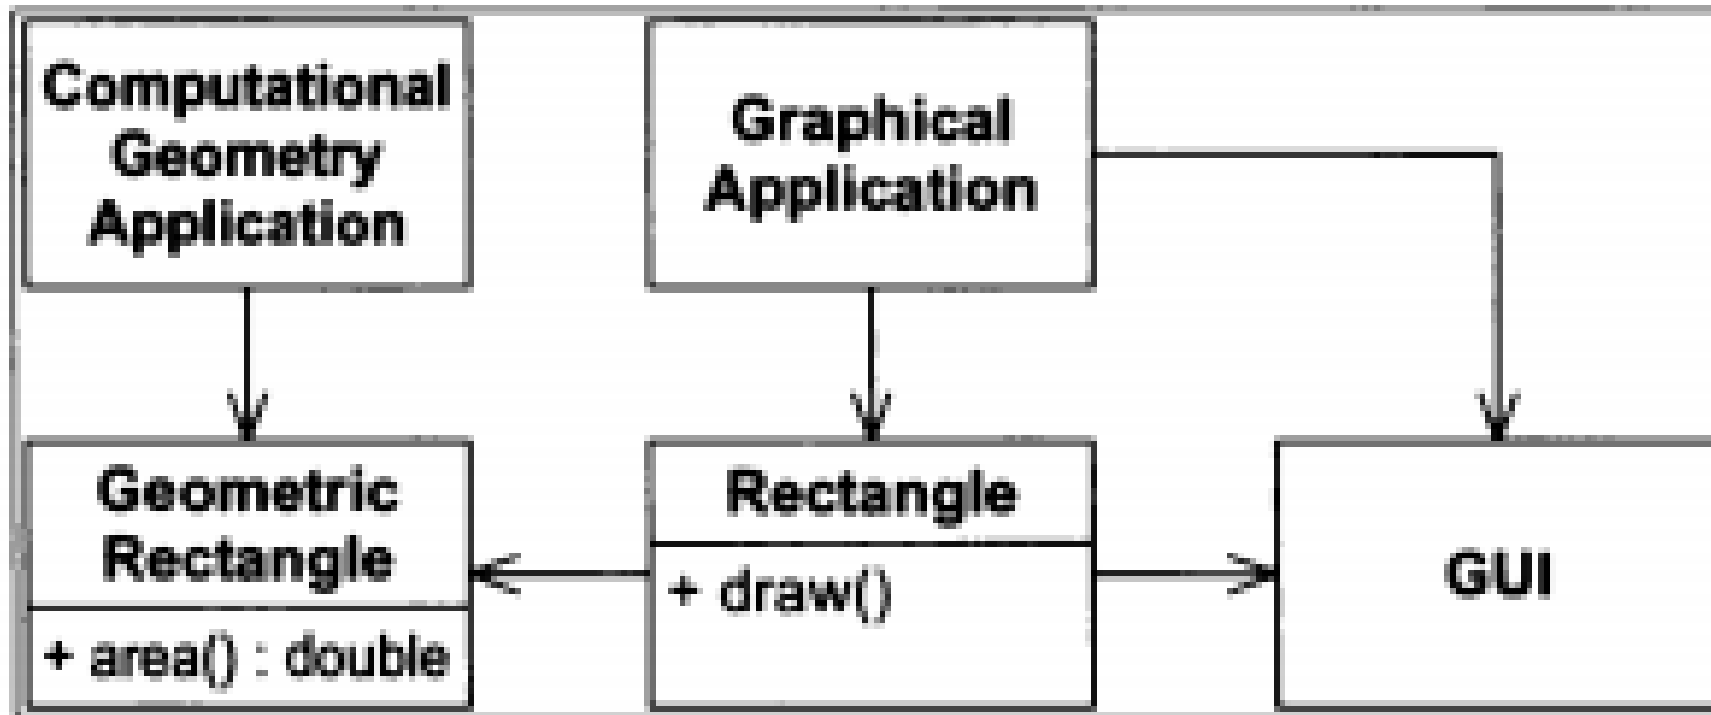 Computational
Geometry
Application
Graphical
Application
Geometric
Rectangle
+ area() : double
Rectangle
+ draw()
GUI